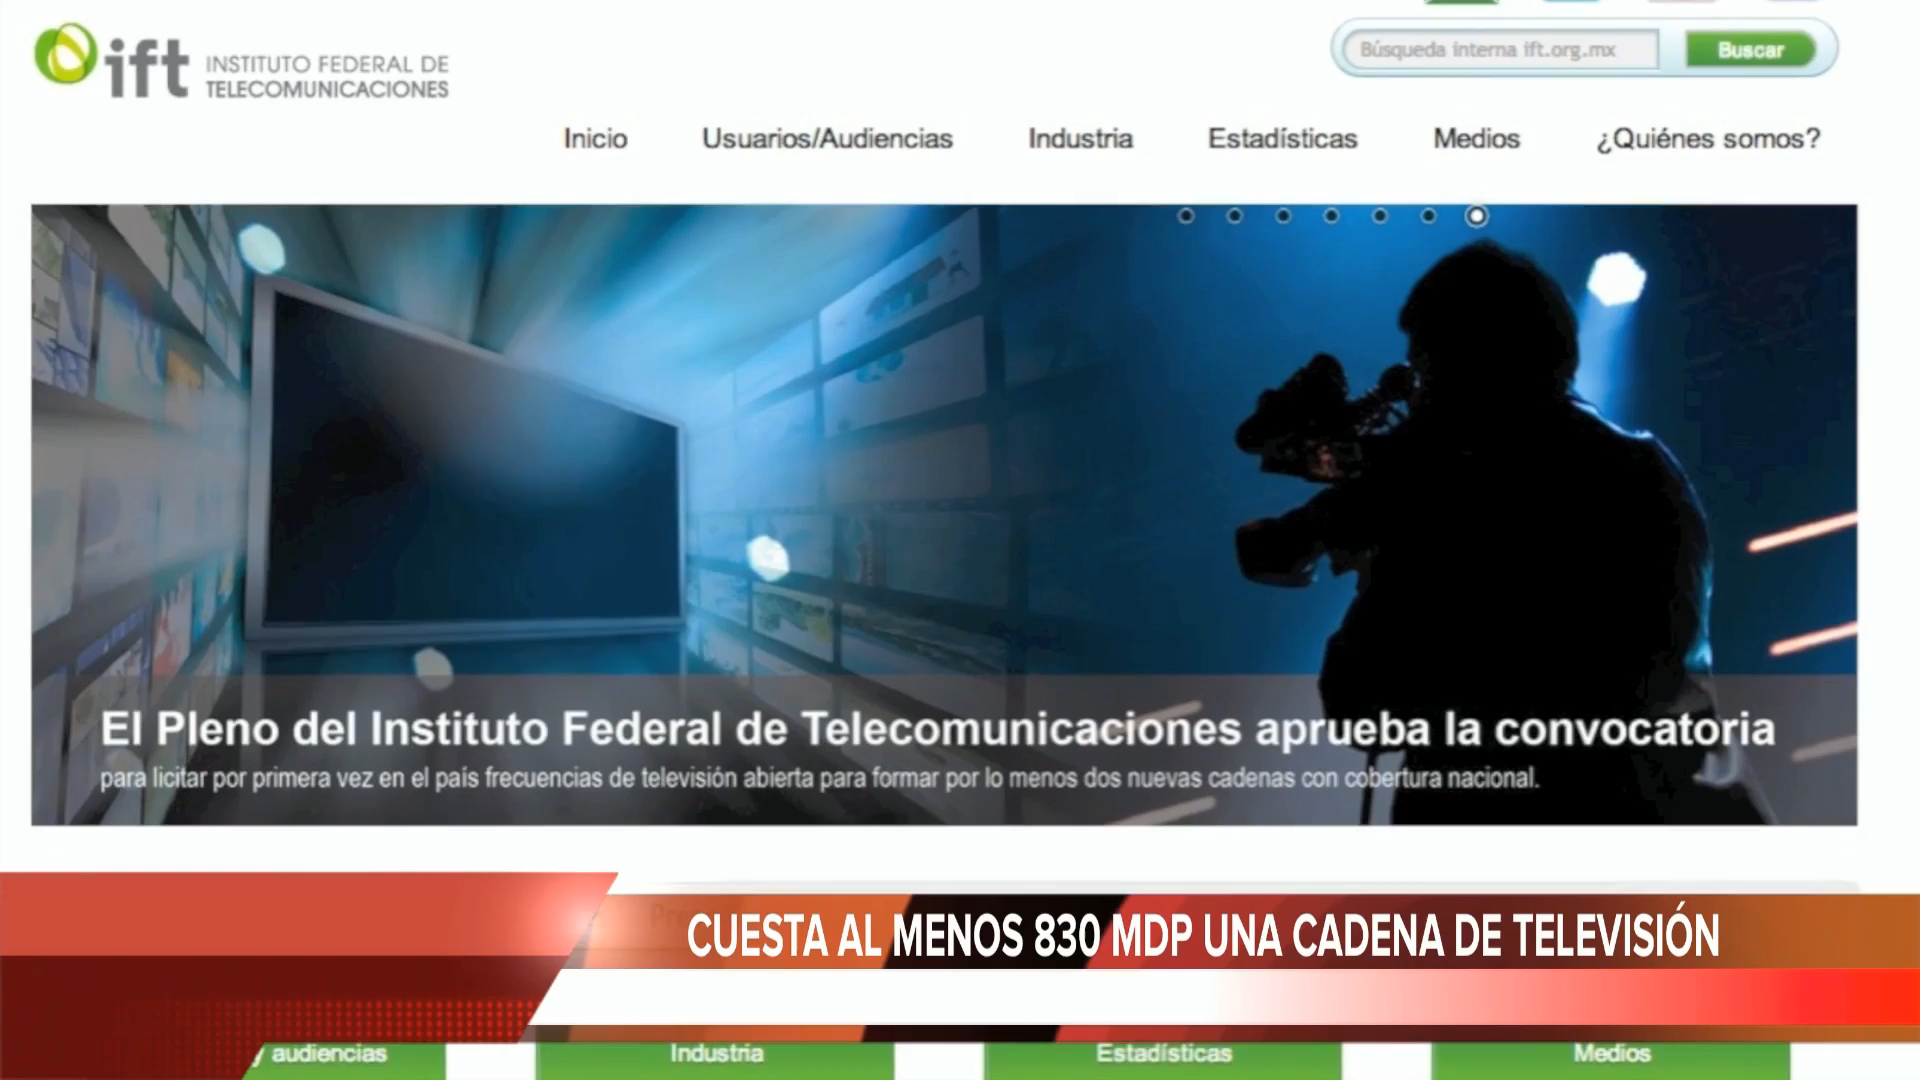 ift INSTITUTO FEDERAL DE
TELECOMUNICACIONES
Búsqueda interna ift.org.mx
Buscar
Inicio Usuarios/Audiencias Industria Estadísticas Medios ¿Quiénes somos?
El Pleno del Instituto Federal de Telecomunicaciones aprueba la convocatoria
para licitar por primera vez en el país frecuencias de televisión abierta para formar por lo menos dos nuevas cadenas con cobertura nacional.
CUESTA AL MENOS 830 MDP UNA CADENA DE TELEVISIÓN
y audiencias Industria Estadísticas Medios